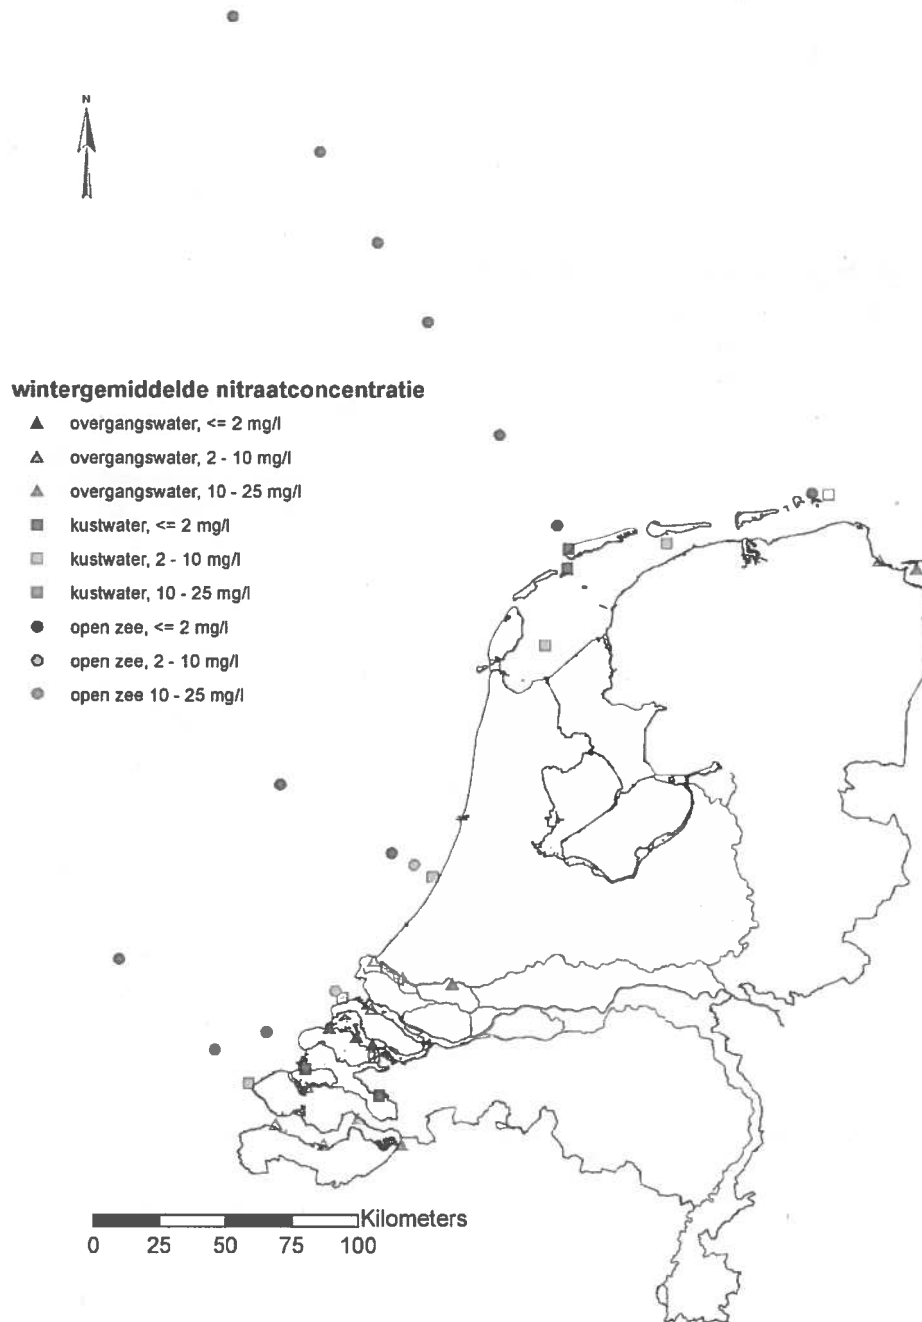 N
wintergemiddelde nitraatconcentratie
overgangswater, <= 2 mg/l
overgangswater, 2 - 10 mg/l
overgangswater, 10 - 25 mg/l
kustwater, <= 2 mg/l
kustwater, 2 - 10 mg/l
kustwater, 10 - 25 mg/l
open zee, <= 2 mg/l
open zee, 2 - 10 mg/l
open zee 10 - 25 mg/l
Kilometers
0 25 50 75 100